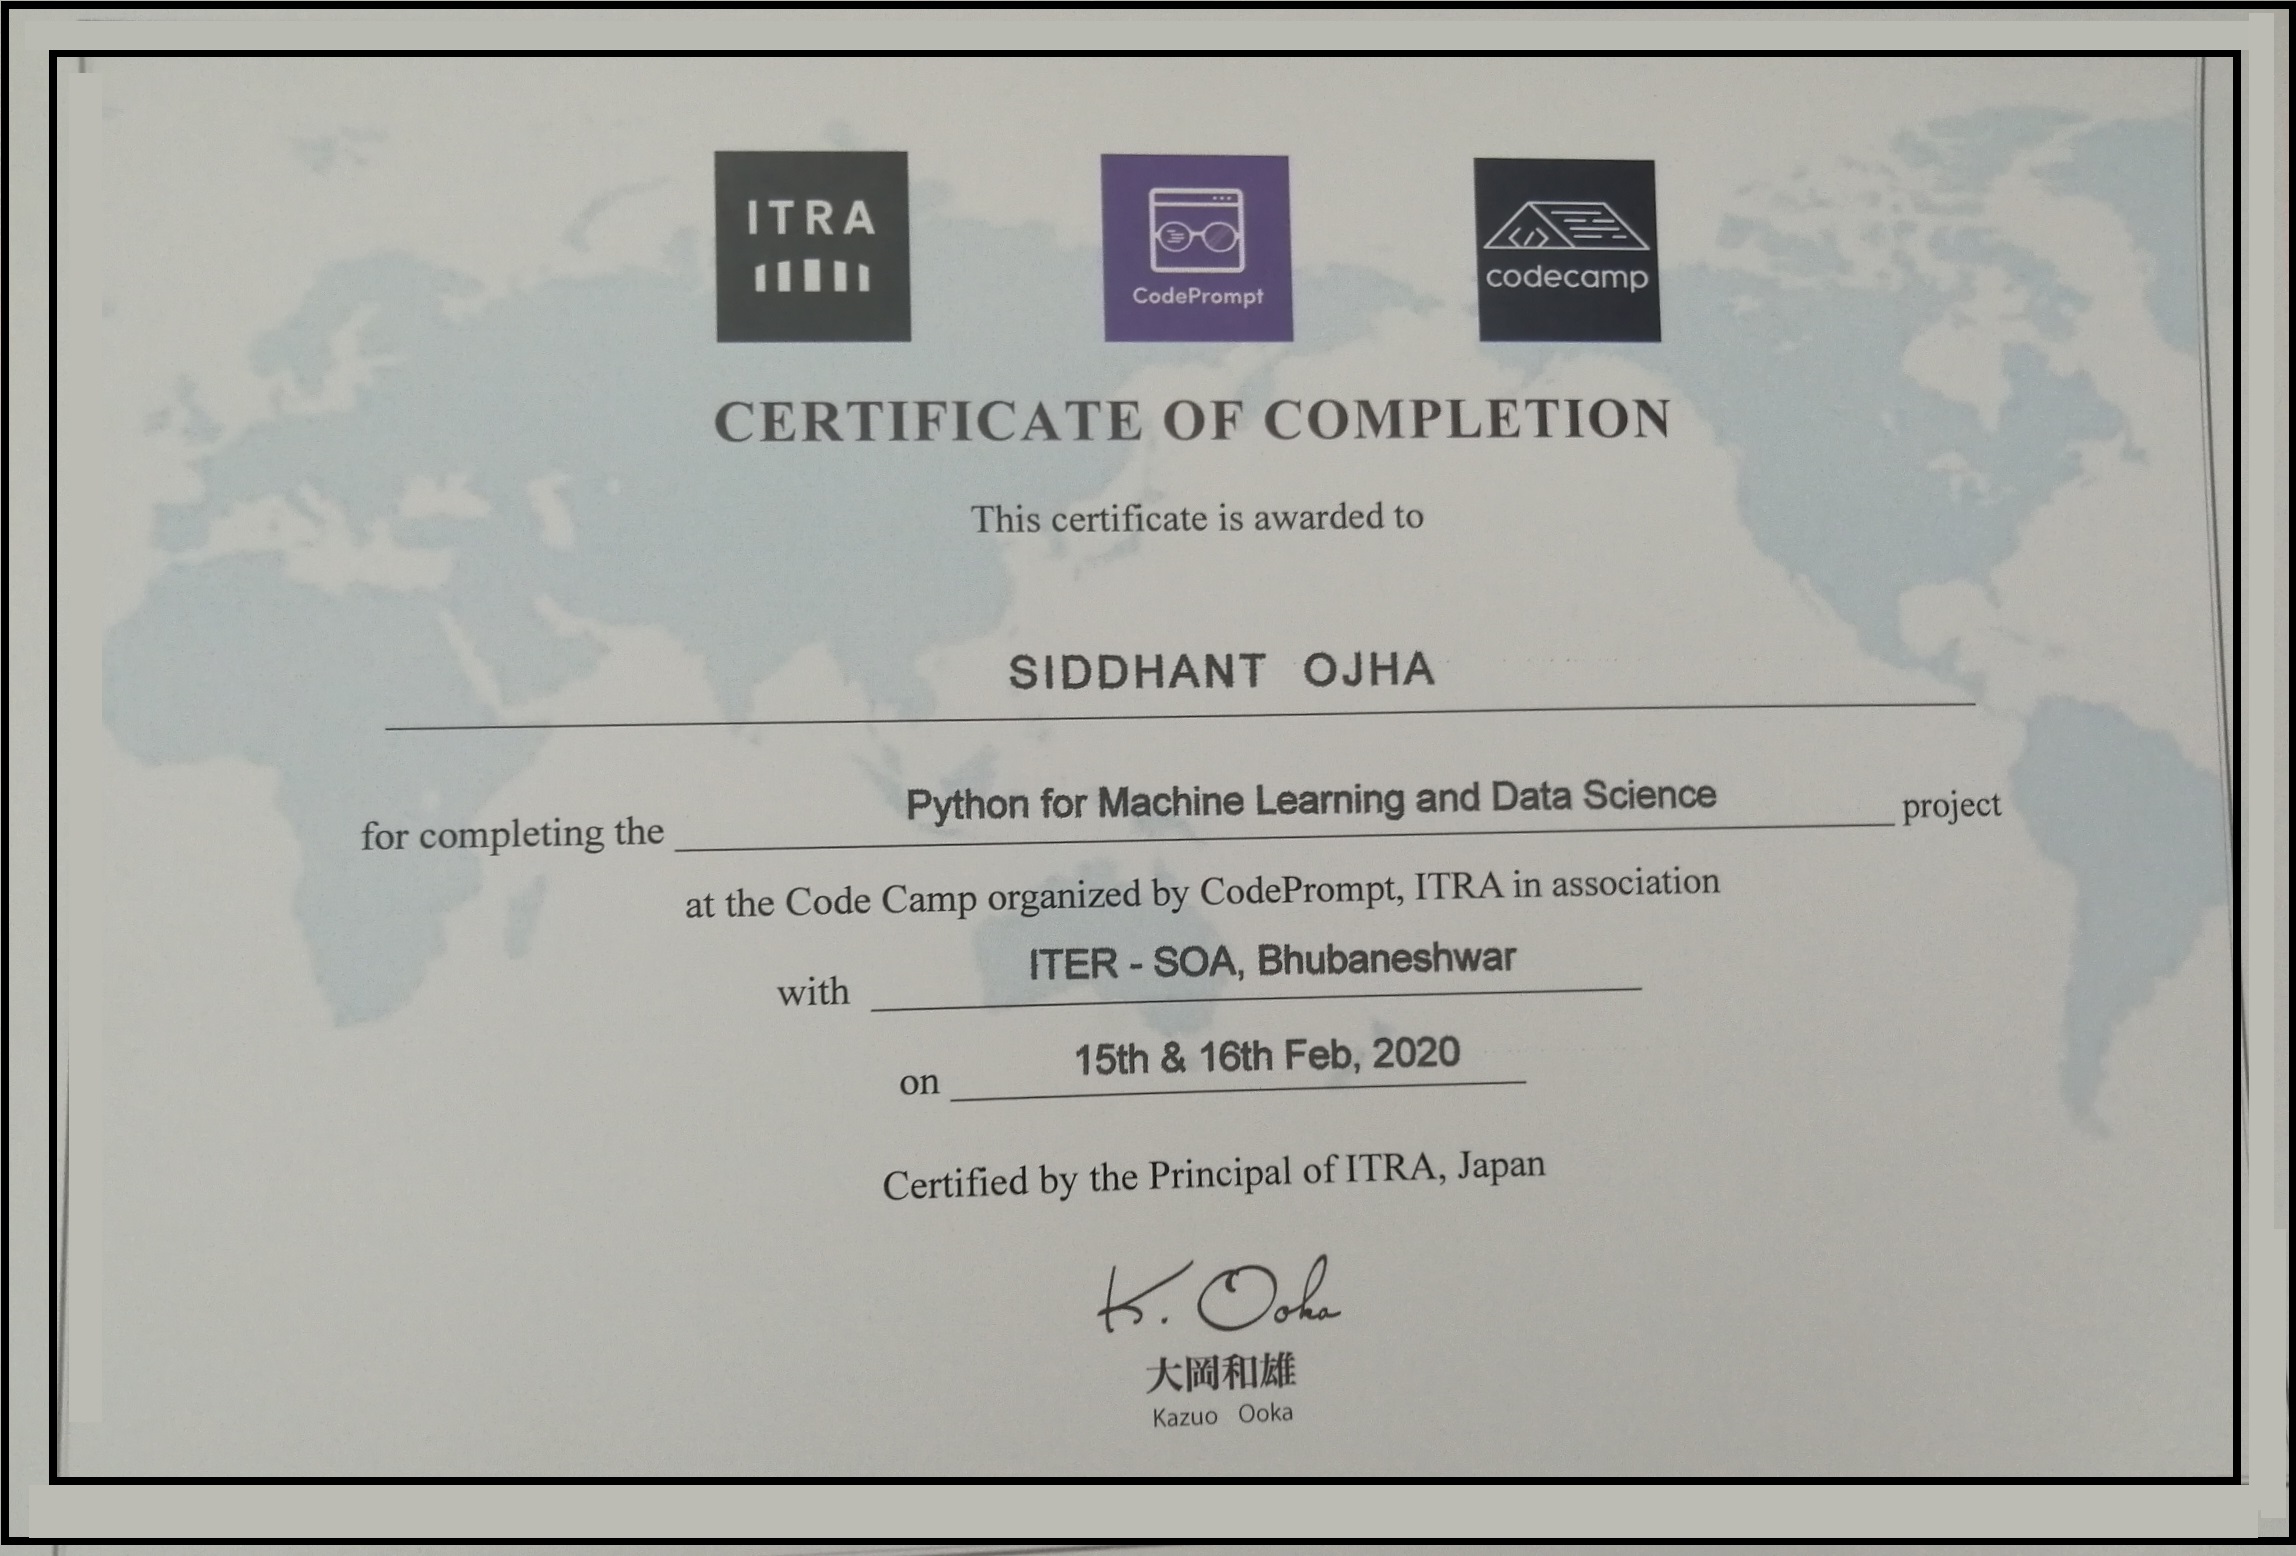 ITRA
CodePrompt
codecamp
CERTIFICATE OF COMPLETION
This certificate is awarded to
SIDDHANT OJHA
for completing the Python for Machine Learning and Data Science project
at the Code Camp organized by CodePrompt, ITRA in association
with ITER - SOA, Bhubaneshwar
on 15th & 16th Feb, 2020
Certified by the Principal of ITRA, Japan
K. Ooka
大岡和雄
Kazuo Ooka